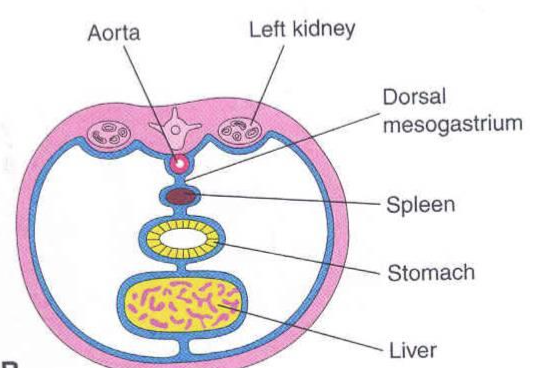 Aorta
Left kidney
Dorsal
mesogastrium
Spleen
Stomach
Liver